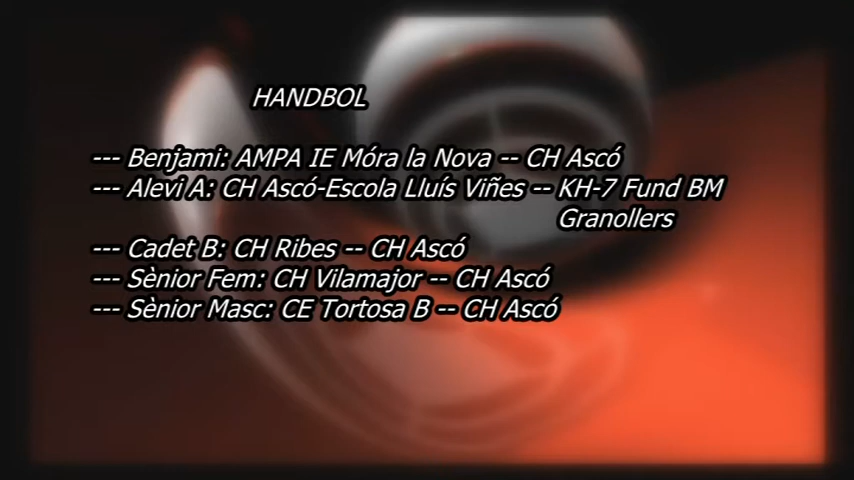 HANDBOL
--- Benjamí: AMPA IE Móra la Nova -- CH Ascó
--- Aleví A: CH Ascó-Escola Lluís Viñes -- KH-7 Fund BM
Granollers
--- Cadet B: CH Ribes -- CH Ascó
--- Sènior Fem: CH Vilamajor -- CH Ascó
--- Sènior Masc: CE Tortosa B -- CH Ascó